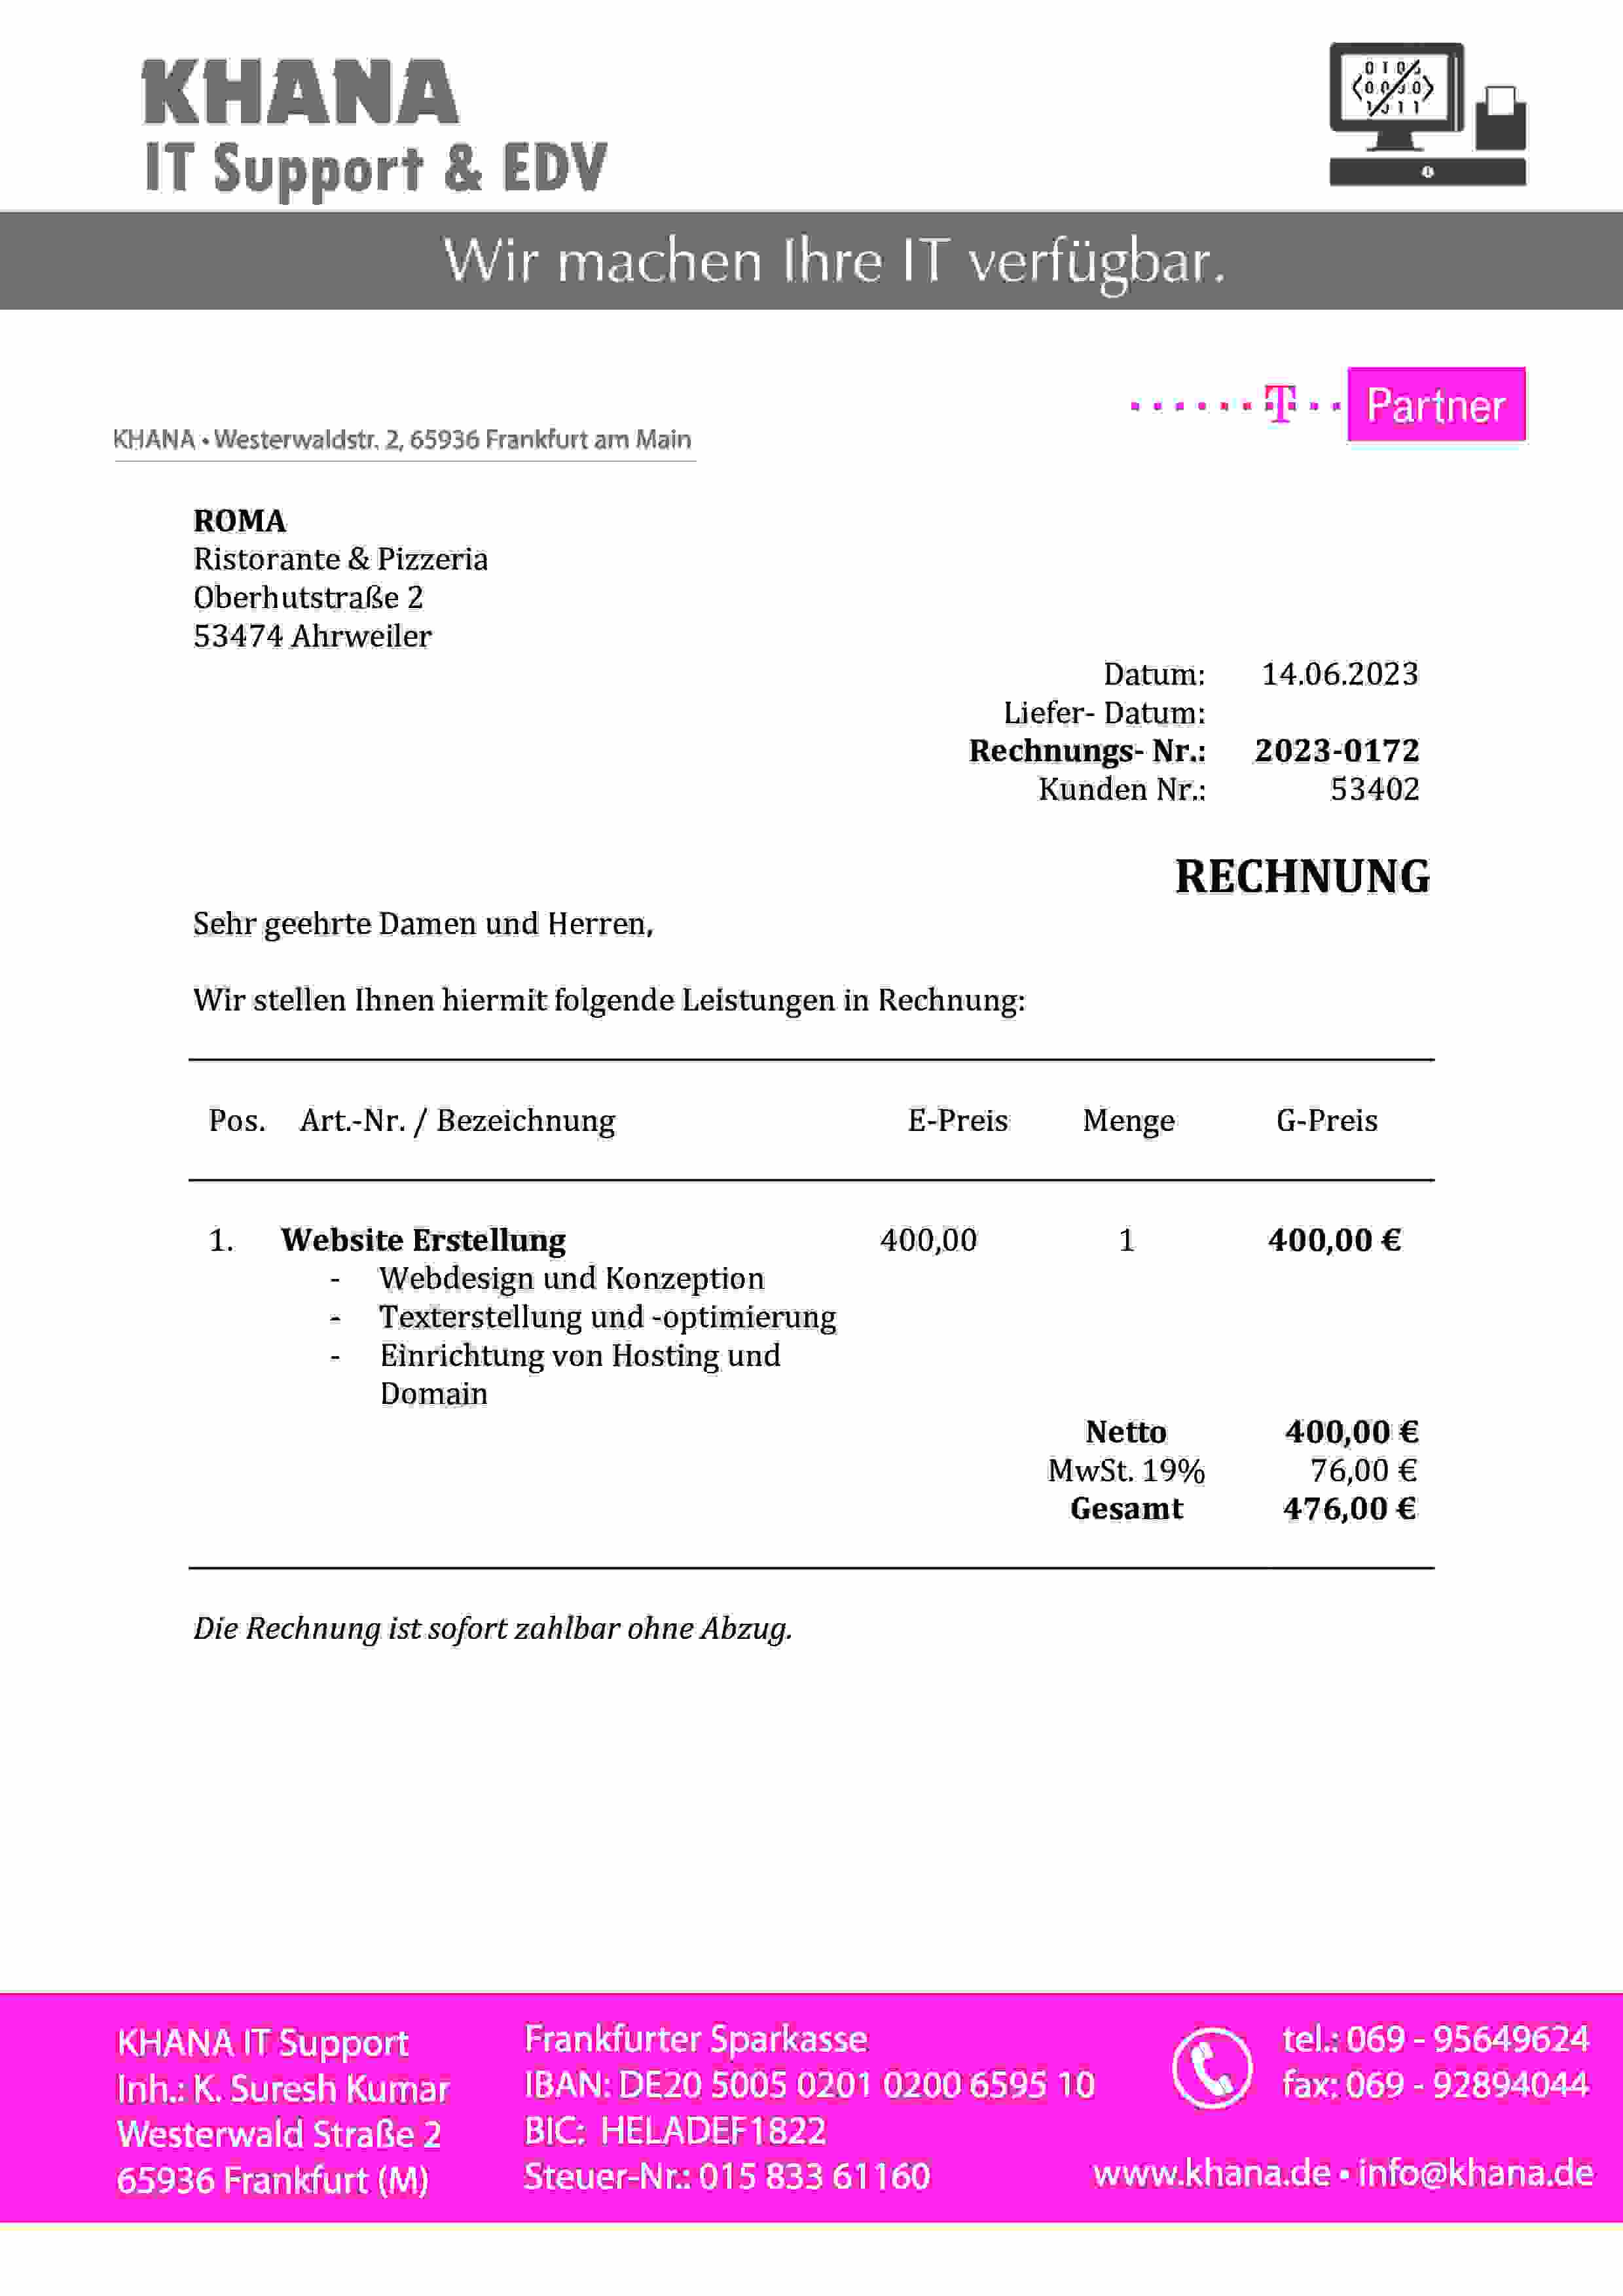 KHANA
IT Support & EDV
Wir machen Ihre IT verfügbar.
T Partner
KHANA • Westerwaldstr. 2, 65936 Frankfurt am Main
ROMA
Ristorante & Pizzeria
Oberhutstraße 2
53474 Ahrweiler
Datum: 14.06.2023
Liefer- Datum:
Rechnungs- Nr.: 2023-0172
Kunden Nr.: 53402
RECHNUNG
Sehr geehrte Damen und Herren,
Wir stellen Ihnen hiermit folgende Leistungen in Rechnung:
Pos. Art.-Nr. / Bezeichnung E-Preis Menge G-Preis
1. Website Erstellung 400,00 1 400,00 €
- Webdesign und Konzeption
- Texterstellung und -optimierung
- Einrichtung von Hosting und
Domain
Netto 400,00 €
MwSt. 19% 76,00 €
Gesamt 476,00 €
Die Rechnung ist sofort zahlbar ohne Abzug.
KHANA IT Support
Inh.: K. Suresh Kumar
Westerwald Straße 2
65936 Frankfurt (M)
Frankfurter Sparkasse
IBAN: DE20 5005 0201 0200 6595 10
BIC: HELADEF1822
Steuer-Nr.: 015 833 61160
tel.: 069 - 95649624
fax: 069 - 92894044
www.khana.de • info@khana.de